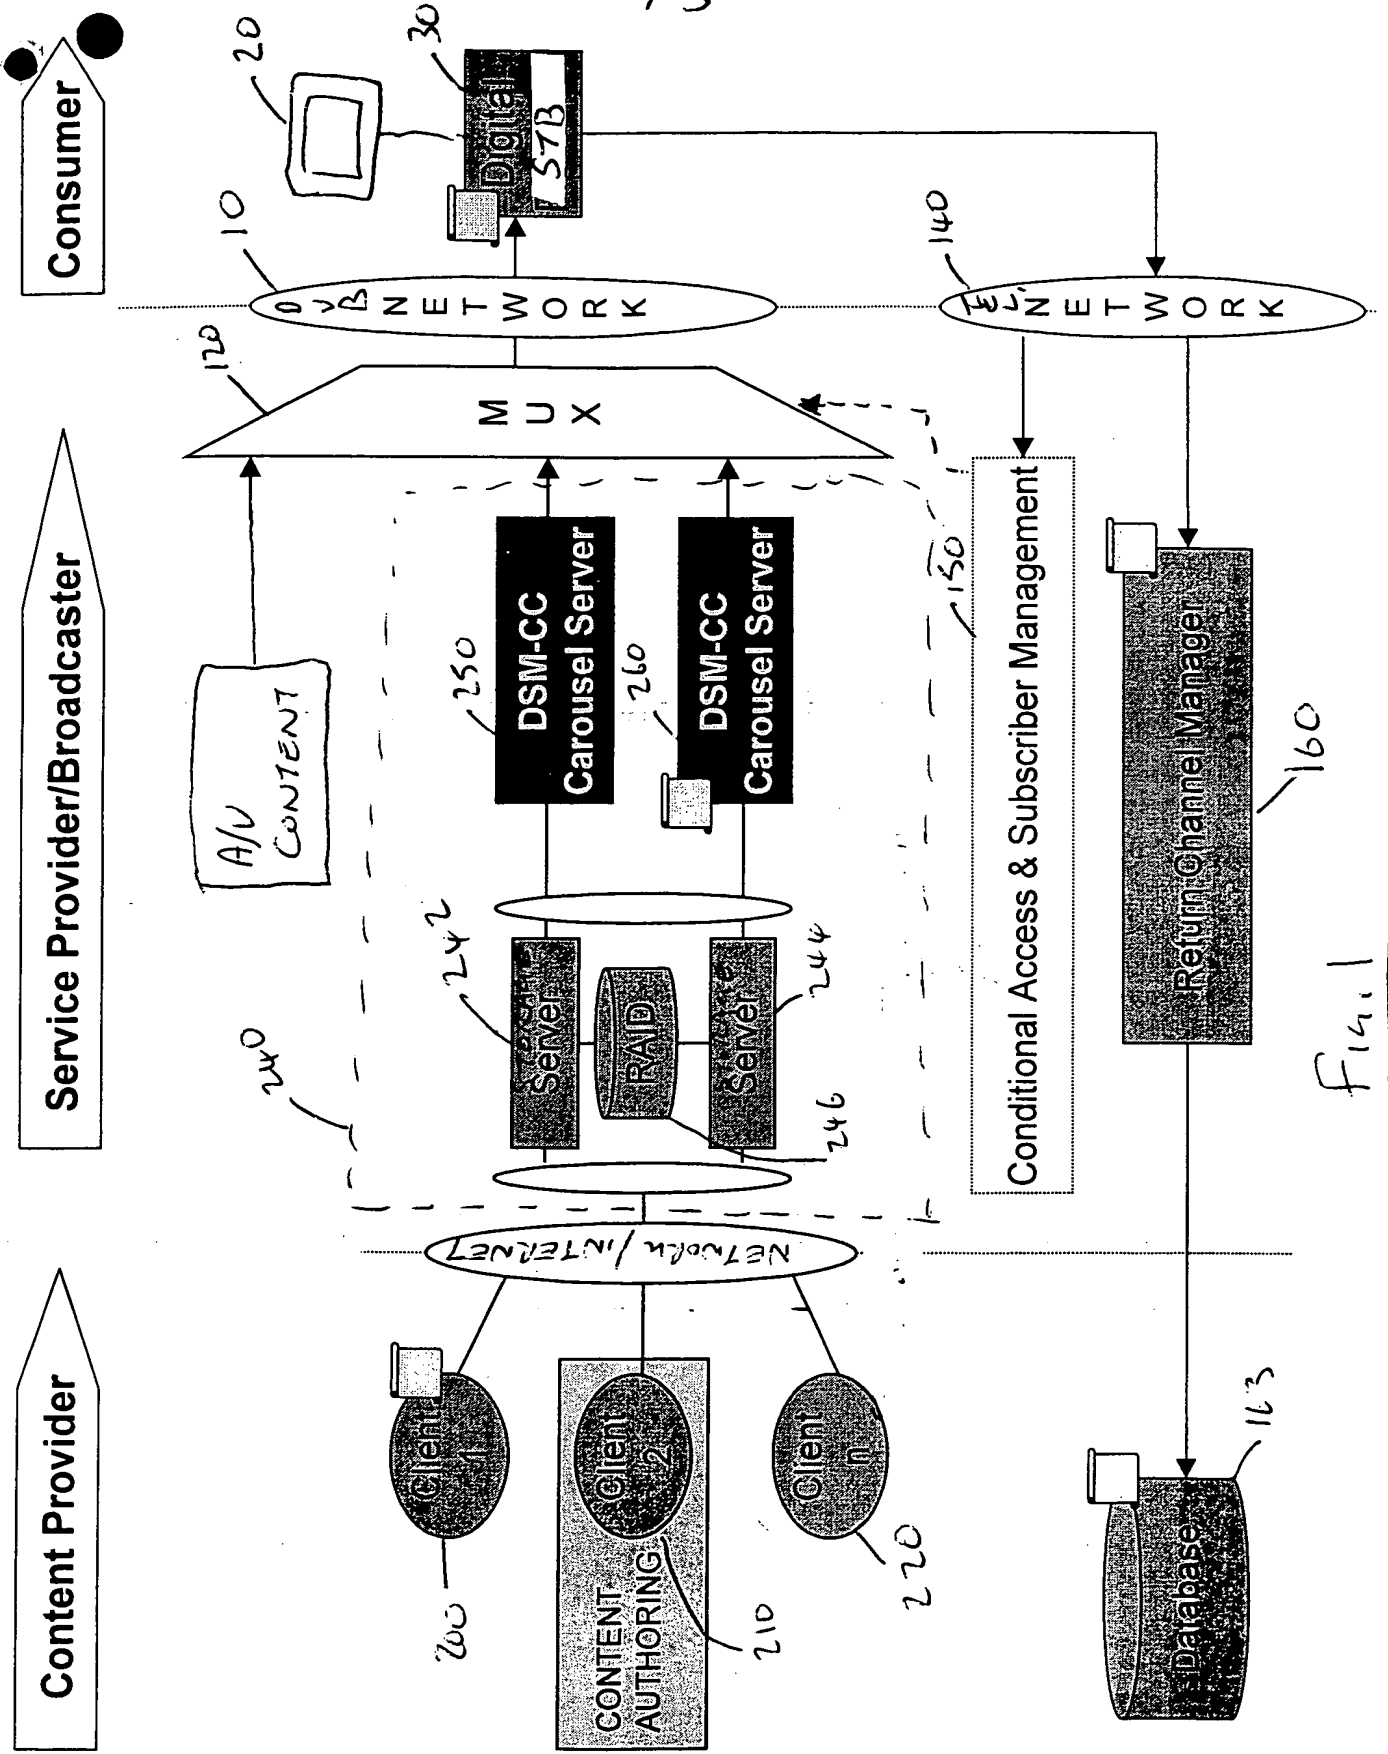 Content Provider
Service Provider/Broadcaster
Consumer
200
Client
1
CONTENT
AUTHORING
Client
2
210
Client
n
220
NETWORK/INTERNET
240
242
Server
RAID
246
Server
244
A/V
CONTENT
250
DSM-CC
Carousel Server
260
DSM-CC
Carousel Server
120
MUX
10
DVB
NETWORK
20
30
Digital
STB
140
TEL.
NETWORK
150
Conditional Access & Subscriber Management
Return Channel Manager
160
Database
163
Fig. 1